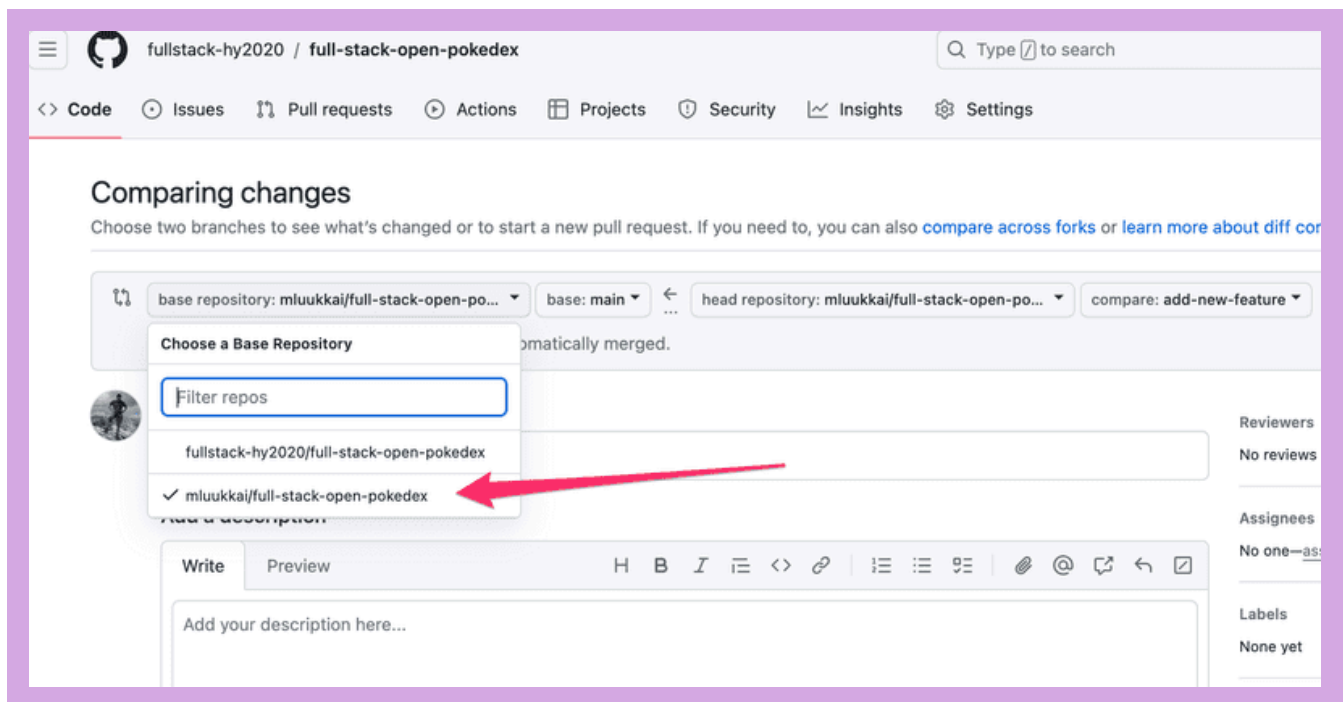 fullstack-hy2020 / full-stack-open-pokedex
Type / to search
Code Issues Pull requests Actions Projects Security Insights Settings
Comparing changes
Choose two branches to see what's changed or to start a new pull request. If you need to, you can also compare across forks or learn more about diff
base repository: mluukkai/full-stack-open-po... base: main ... head repository: mluukkai/full-stack-open-po... compare: add-new-feature
Choose a Base Repository
merged.
Filter repos
fullstack-hy2020/full-stack-open-pokedex
mluukkai/full-stack-open-pokedex
Reviewers
No reviews
Add a description
Assignees
No one—
Write Preview
Add your description here...
Labels
None yet